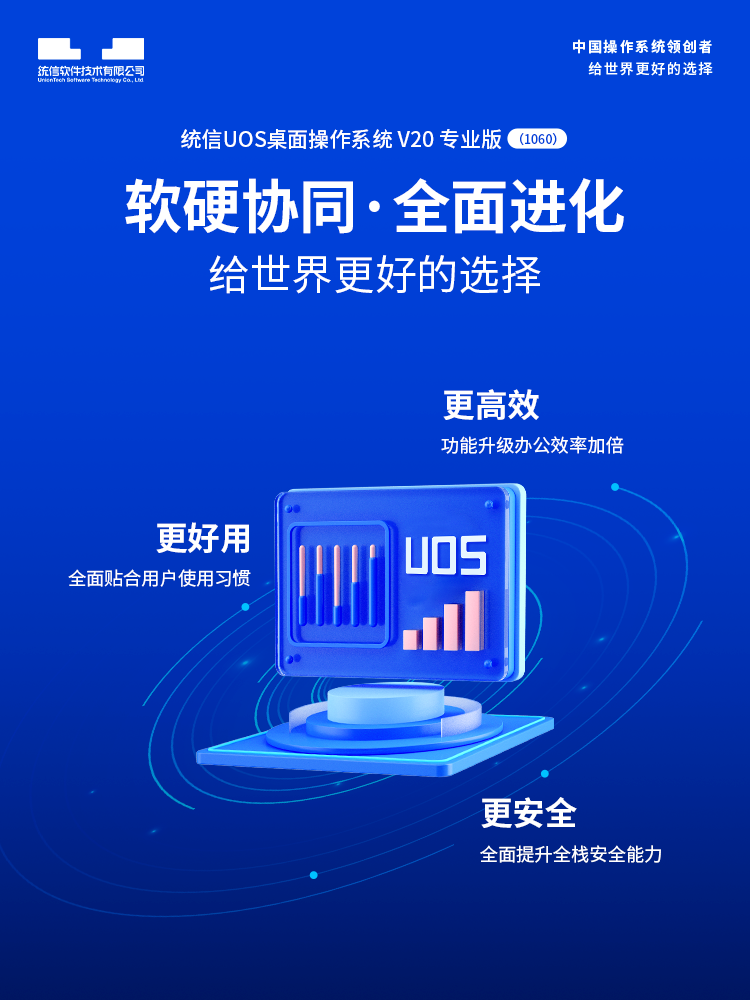 统信软件技术有限公司
UnionTech Software Technology Co., Ltd.
中国操作系统领创者
给世界更好的选择
统信UOS桌面操作系统 V20 专业版 (1060)
软硬协同·全面进化
给世界更好的选择
更高效
功能升级办公效率加倍
更好用
全面贴合用户使用习惯
UOS
更安全
全面提升全栈安全能力